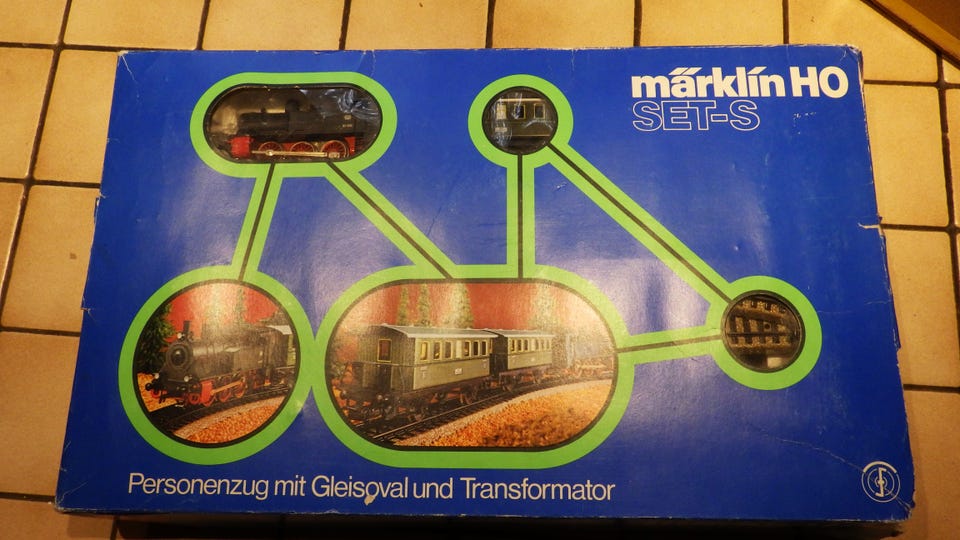 märklin HO
SET-S
Personenzug mit Gleisoval und Transformator